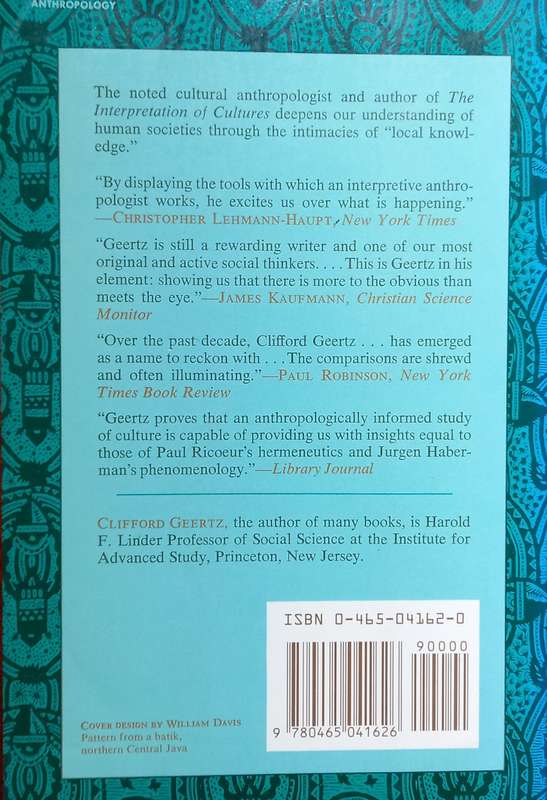 ANTHROPOLOGY
The noted cultural anthropologist and author of The
Interpretation of Cultures deepens our understanding of
human societies through the intimacies of “local knowl-
edge.”
“By displaying the tools with which an interpretive anthro-
pologist works, he excites us over what is happening.”
—CHRISTOPHER LEHMANN-HAUPT, New York Times
“Geertz is still a rewarding writer and one of our most
original and active social thinkers. . . . This is Geertz in his
element: showing us that there is more to the obvious than
meets the eye.”—JAMES KAUFMANN, Christian Science
Monitor
“Over the past decade, Clifford Geertz . . . has emerged
as a name to reckon with . . . The comparisons are shrewd
and often illuminating.”—PAUL ROBINSON, New York
Times Book Review
“Geertz proves that an anthropologically informed study
of culture is capable of providing us with insights equal to
those of Paul Ricoeur's hermeneutics and Jurgen Haber-
man's phenomenology.”—Library Journal
CLIFFORD GEERTZ, the author of many books, is Harold
F. Linder Professor of Social Science at the Institute for
Advanced Study, Princeton, New Jersey.
ISBN 0-465-04162-0
90000
9 780465 041626
COVER DESIGN BY WILLIAM DAVIS
Pattern from a batik,
northern Central Java